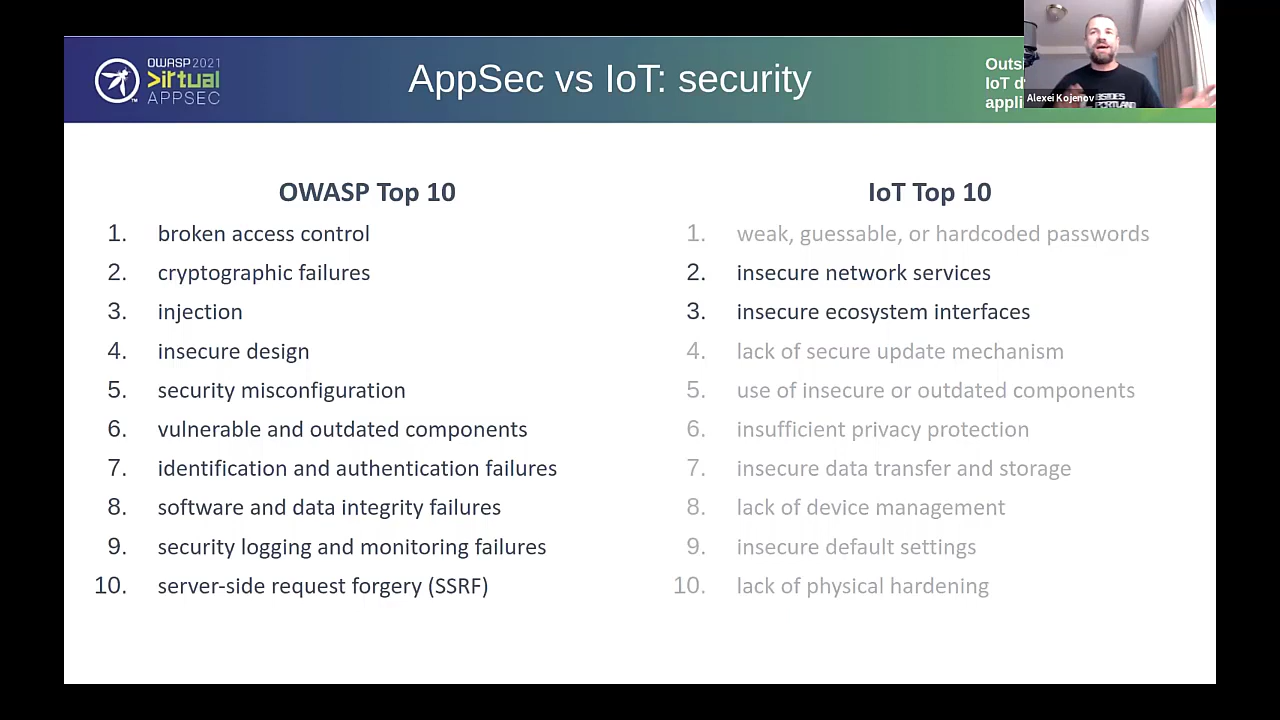 OWASP 2021
>irtual
APPSEC
AppSec vs IoT: security
IoT
Alexei Kojenov
BSIDES
PORTLAND
OWASP Top 10
1. broken access control
2. cryptographic failures
3. injection
4. insecure design
5. security misconfiguration
6. vulnerable and outdated components
7. identification and authentication failures
8. software and data integrity failures
9. security logging and monitoring failures
10. server-side request forgery (SSRF)
IoT Top 10
1. weak, guessable, or hardcoded passwords
2. insecure network services
3. insecure ecosystem interfaces
4. lack of secure update mechanism
5. use of insecure or outdated components
6. insufficient privacy protection
7. insecure data transfer and storage
8. lack of device management
9. insecure default settings
10. lack of physical hardening